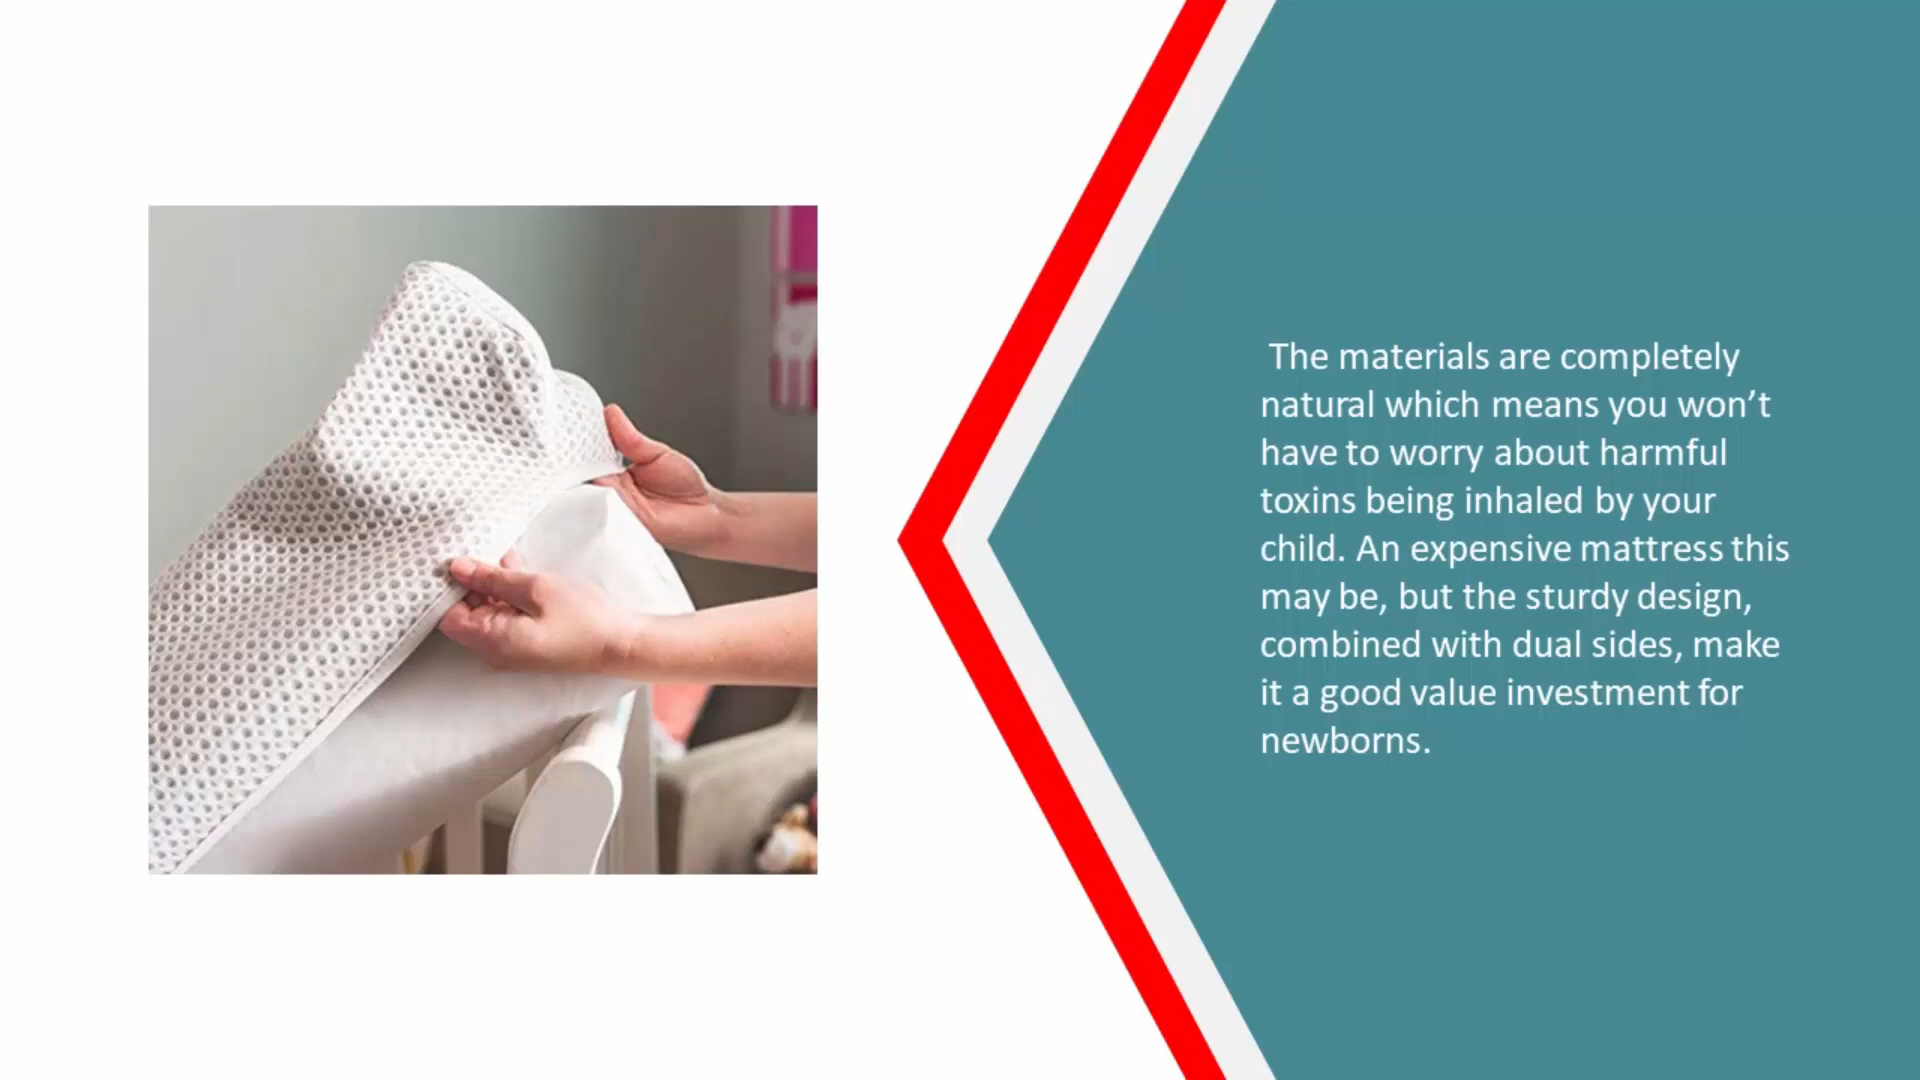 The materials are completely
natural which means you won’t
have to worry about harmful
toxins being inhaled by your
child. An expensive mattress this
may be, but the sturdy design,
combined with dual sides, make
it a good value investment for
newborns.